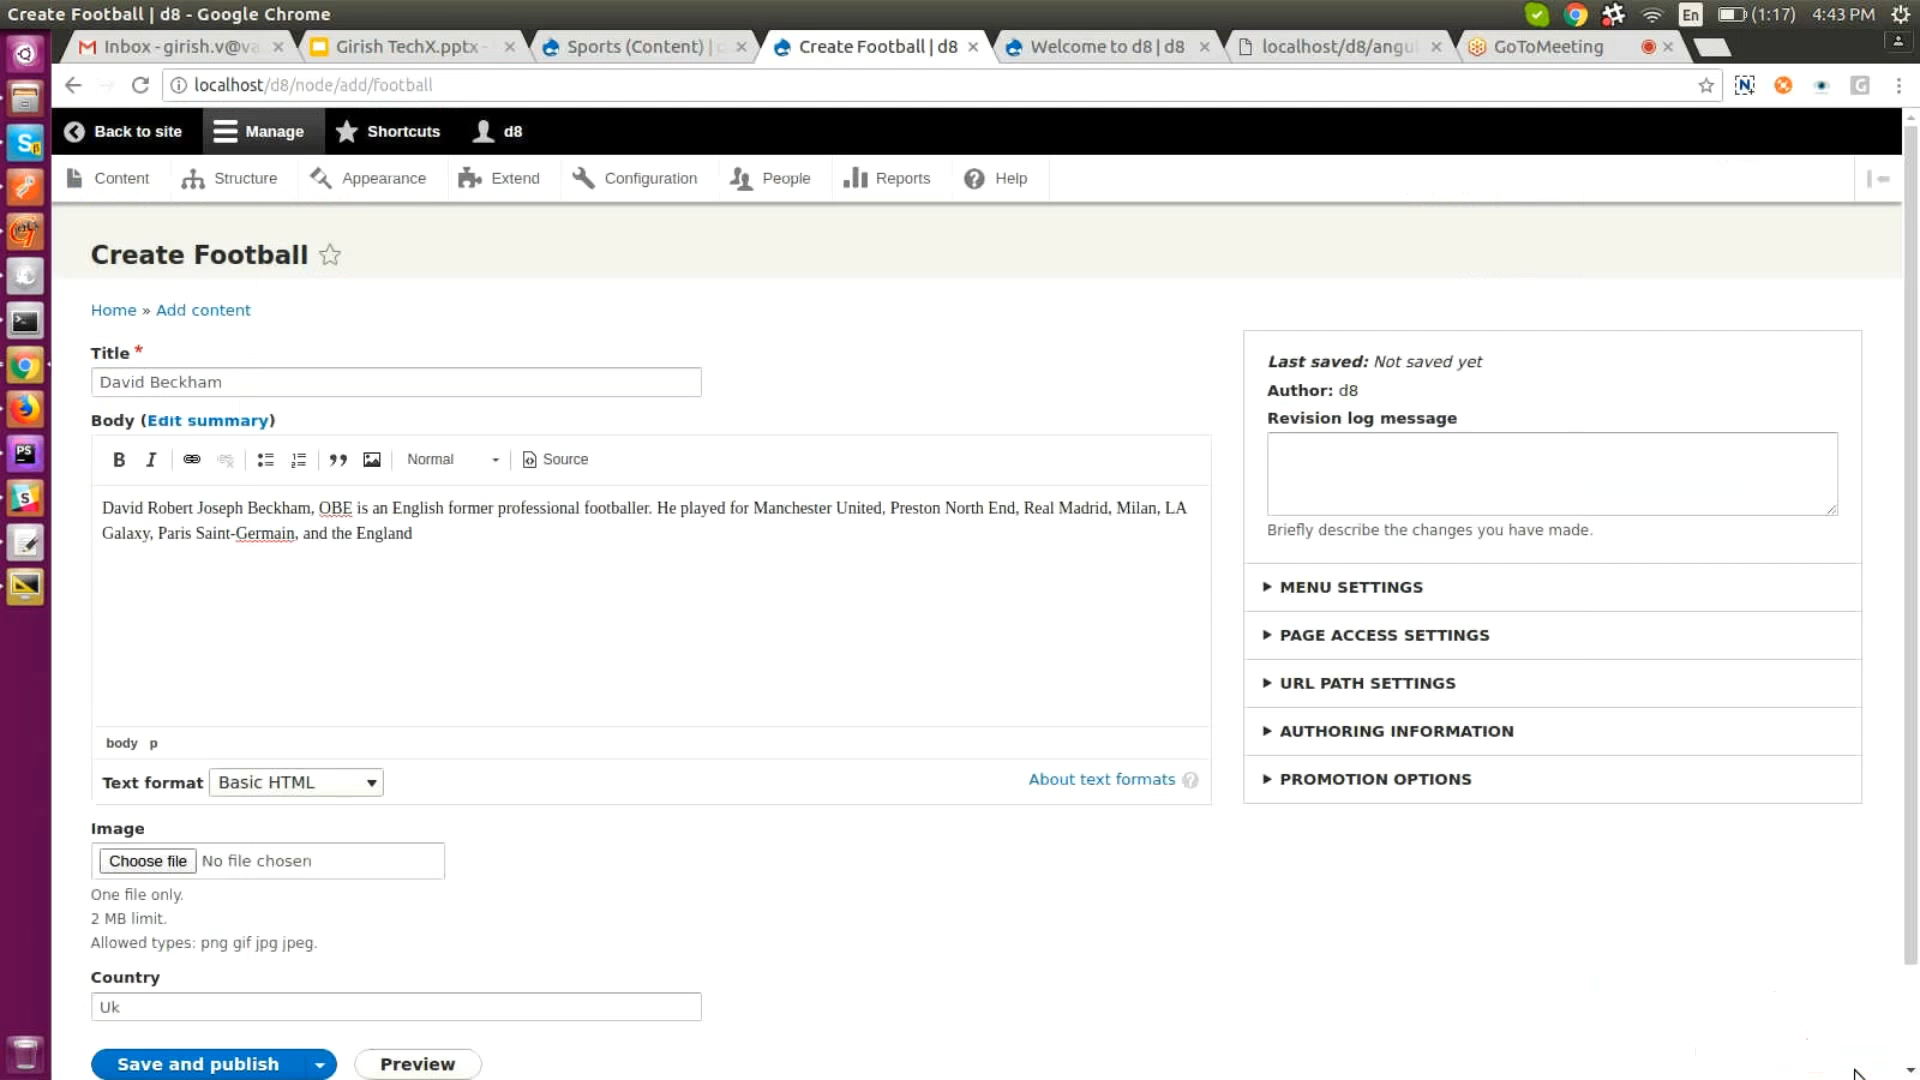 Create Football | d8 - Google Chrome
En
(1:17)
4:43 PM
Inbox - girish.v@va
Girish TechX.pptx -
Sports (Content) |
Create Football | d8
Welcome to d8 | d8
localhost/d8/angul
GoToMeeting
localhost/d8/node/add/football
Back to site
Manage
Shortcuts
d8
Content
Structure
Appearance
Extend
Configuration
People
Reports
Help
Create Football
Home » Add content
Title *
David Beckham
Body (Edit summary)
B I
Normal
Source
David Robert Joseph Beckham, OBE is an English former professional footballer. He played for Manchester United, Preston North End, Real Madrid, Milan, LA
Galaxy, Paris Saint-Germain, and the England
body p
Text format
Basic HTML
About text formats
Image
Choose file No file chosen
One file only.
2 MB limit.
Allowed types: png gif jpg jpeg.
Country
Uk
Save and publish
Preview
Last saved: Not saved yet
Author: d8
Revision log message
Briefly describe the changes you have made.
MENU SETTINGS
PAGE ACCESS SETTINGS
URL PATH SETTINGS
AUTHORING INFORMATION
PROMOTION OPTIONS